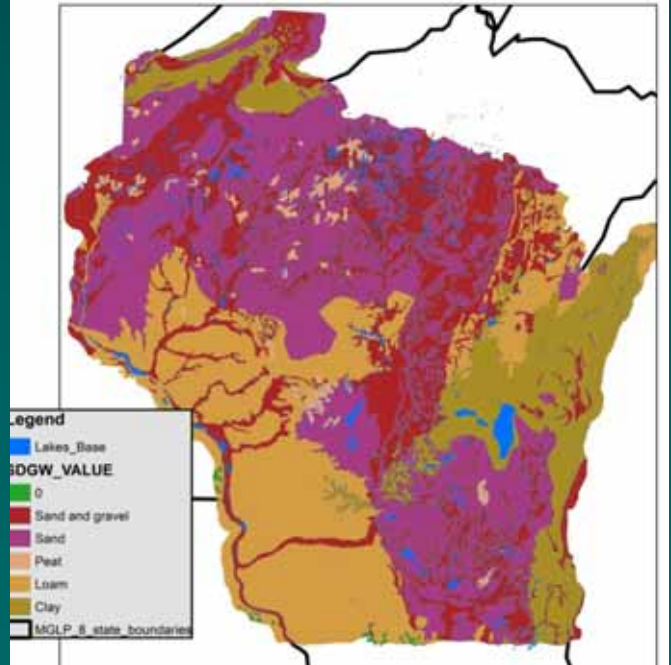 Legend
Lakes_Base
SDGW_VALUE
0
Sand and gravel
Sand
Peat
Loam
Clay
MGLP_8_state_boundaries